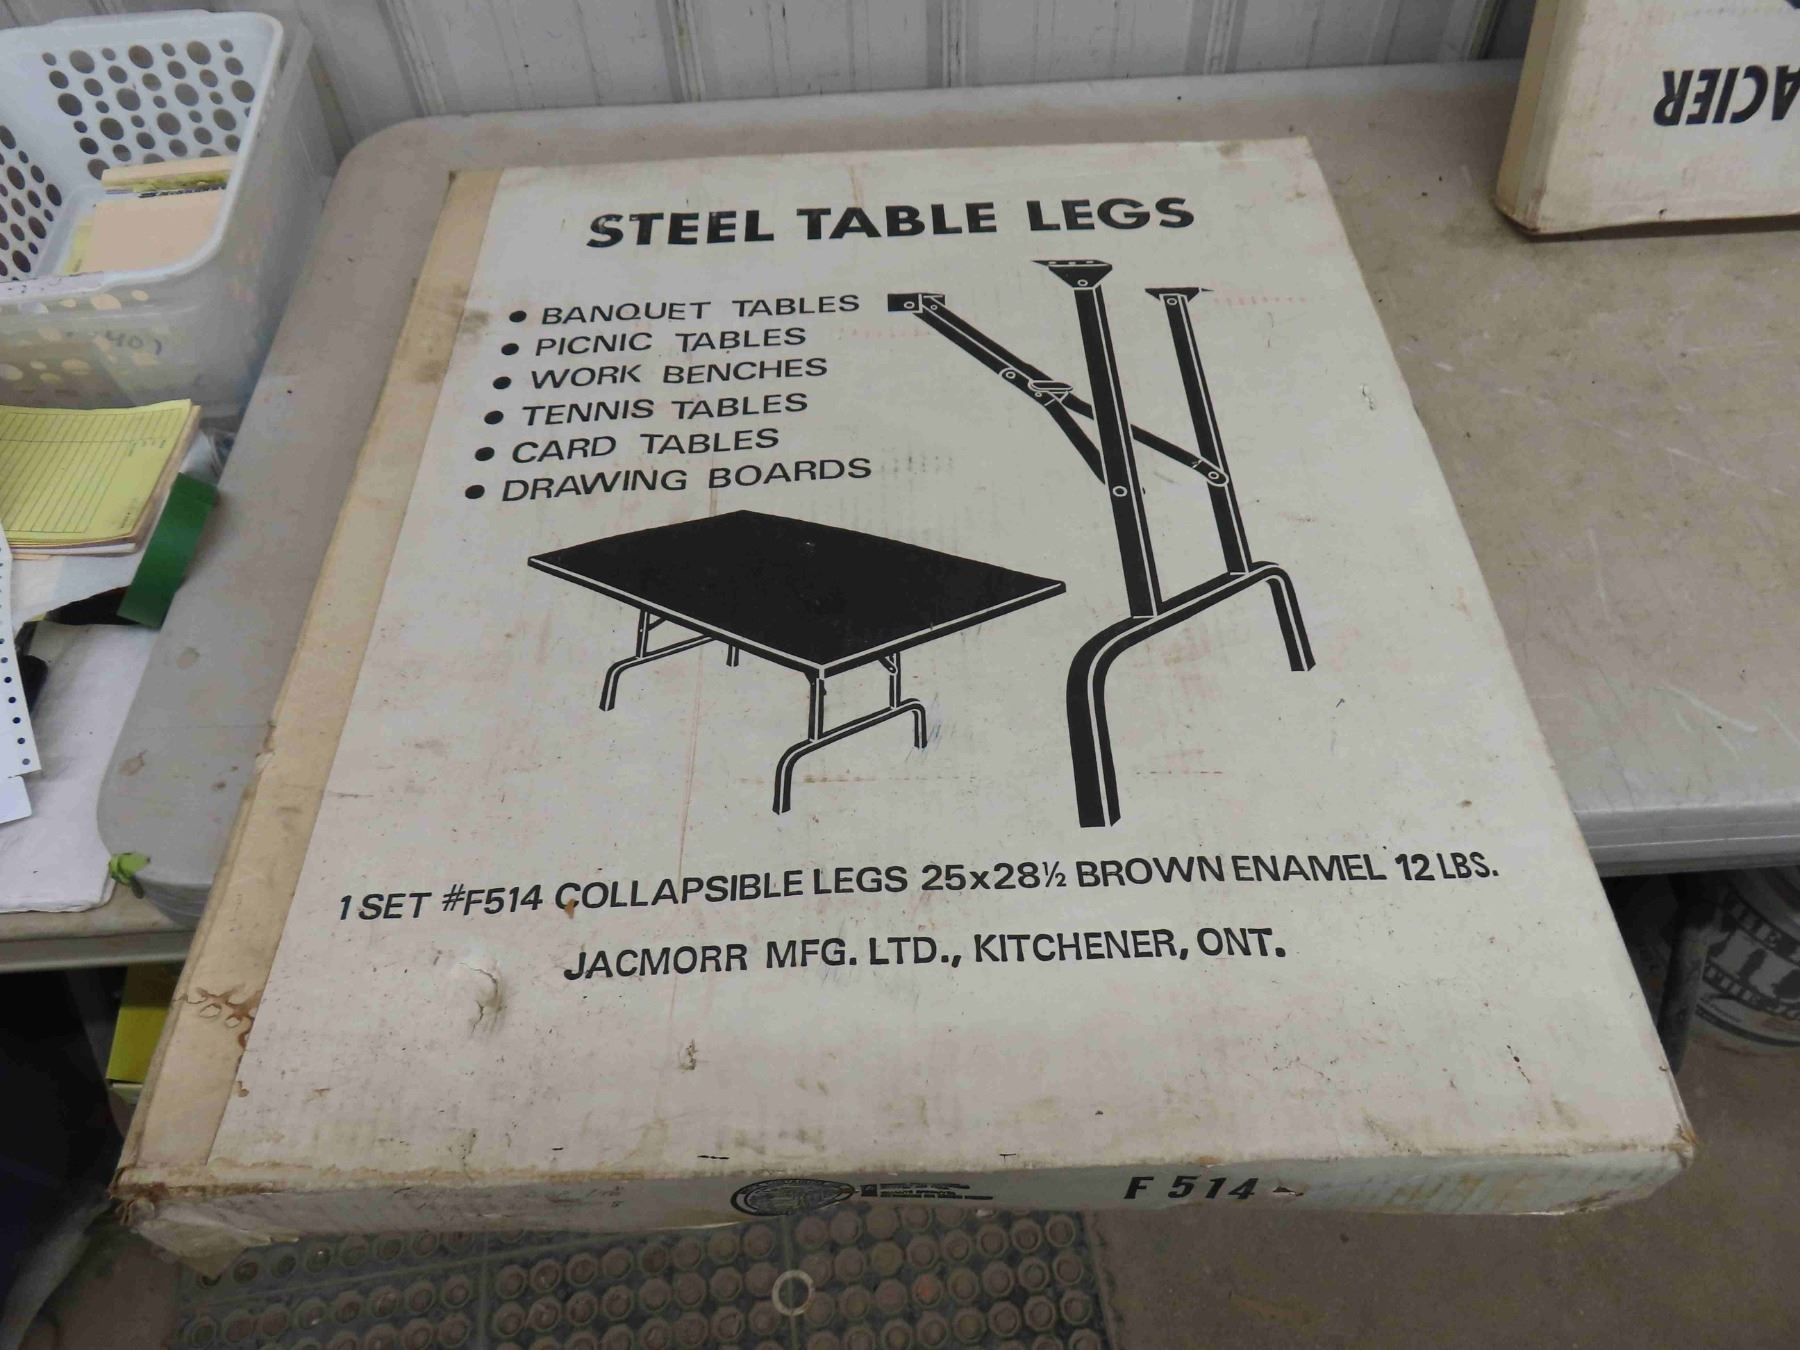 STEEL TABLE LEGS
• BANQUET TABLES
• PICNIC TABLES
• WORK BENCHES
• TENNIS TABLES
• CARD TABLES
• DRAWING BOARDS
1 SET #F514 COLLAPSIBLE LEGS 25x28½ BROWN ENAMEL 12 LBS.
JACMORR MFG. LTD., KITCHENER, ONT.
F 514
ACIER